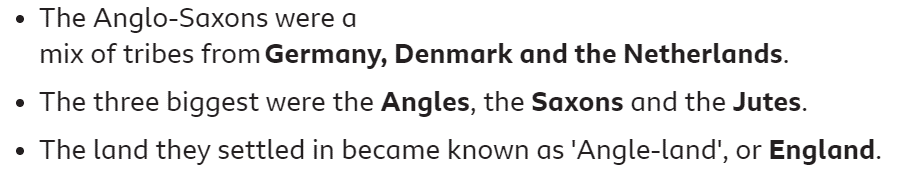 • The Anglo-Saxons were a
mix of tribes from Germany, Denmark and the Netherlands.
• The three biggest were the Angles, the Saxons and the Jutes.
• The land they settled in became known as 'Angle-land', or England.